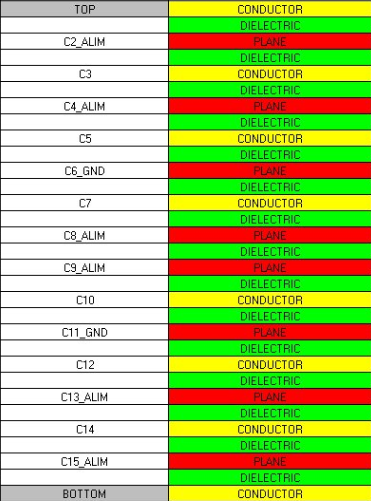 TOP CONDUCTOR
DIELECTRIC
C2_ALIM PLANE
DIELECTRIC
C3 CONDUCTOR
DIELECTRIC
C4_ALIM PLANE
DIELECTRIC
C5 CONDUCTOR
DIELECTRIC
C6_GND PLANE
DIELECTRIC
C7 CONDUCTOR
DIELECTRIC
C8_ALIM PLANE
DIELECTRIC
C9_ALIM PLANE
DIELECTRIC
C10 CONDUCTOR
DIELECTRIC
C11_GND PLANE
DIELECTRIC
C12 CONDUCTOR
DIELECTRIC
C13_ALIM PLANE
DIELECTRIC
C14 CONDUCTOR
DIELECTRIC
C15_ALIM PLANE
DIELECTRIC
BOTTOM CONDUCTOR